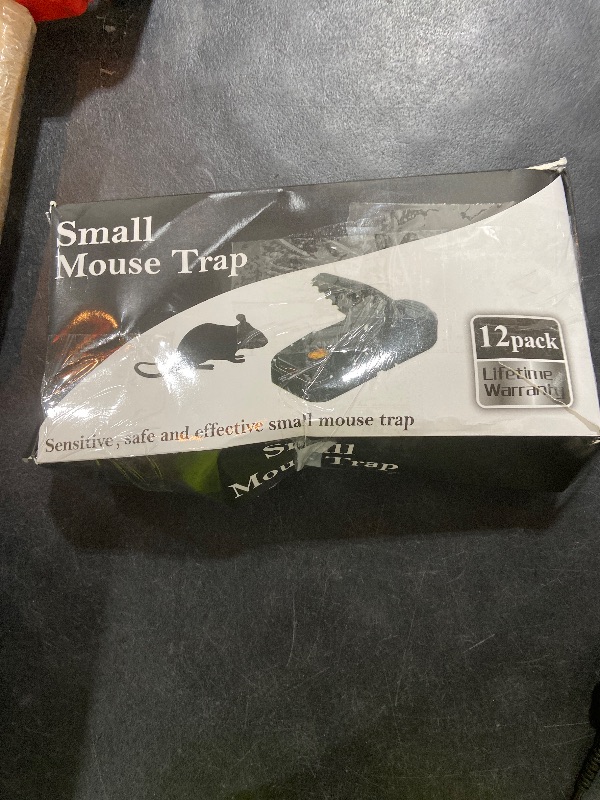 Small
Mouse Trap
12pack
Lifetime
Warranty
Sensitive, safe and effective small mouse trap
Small
Mouse Trap